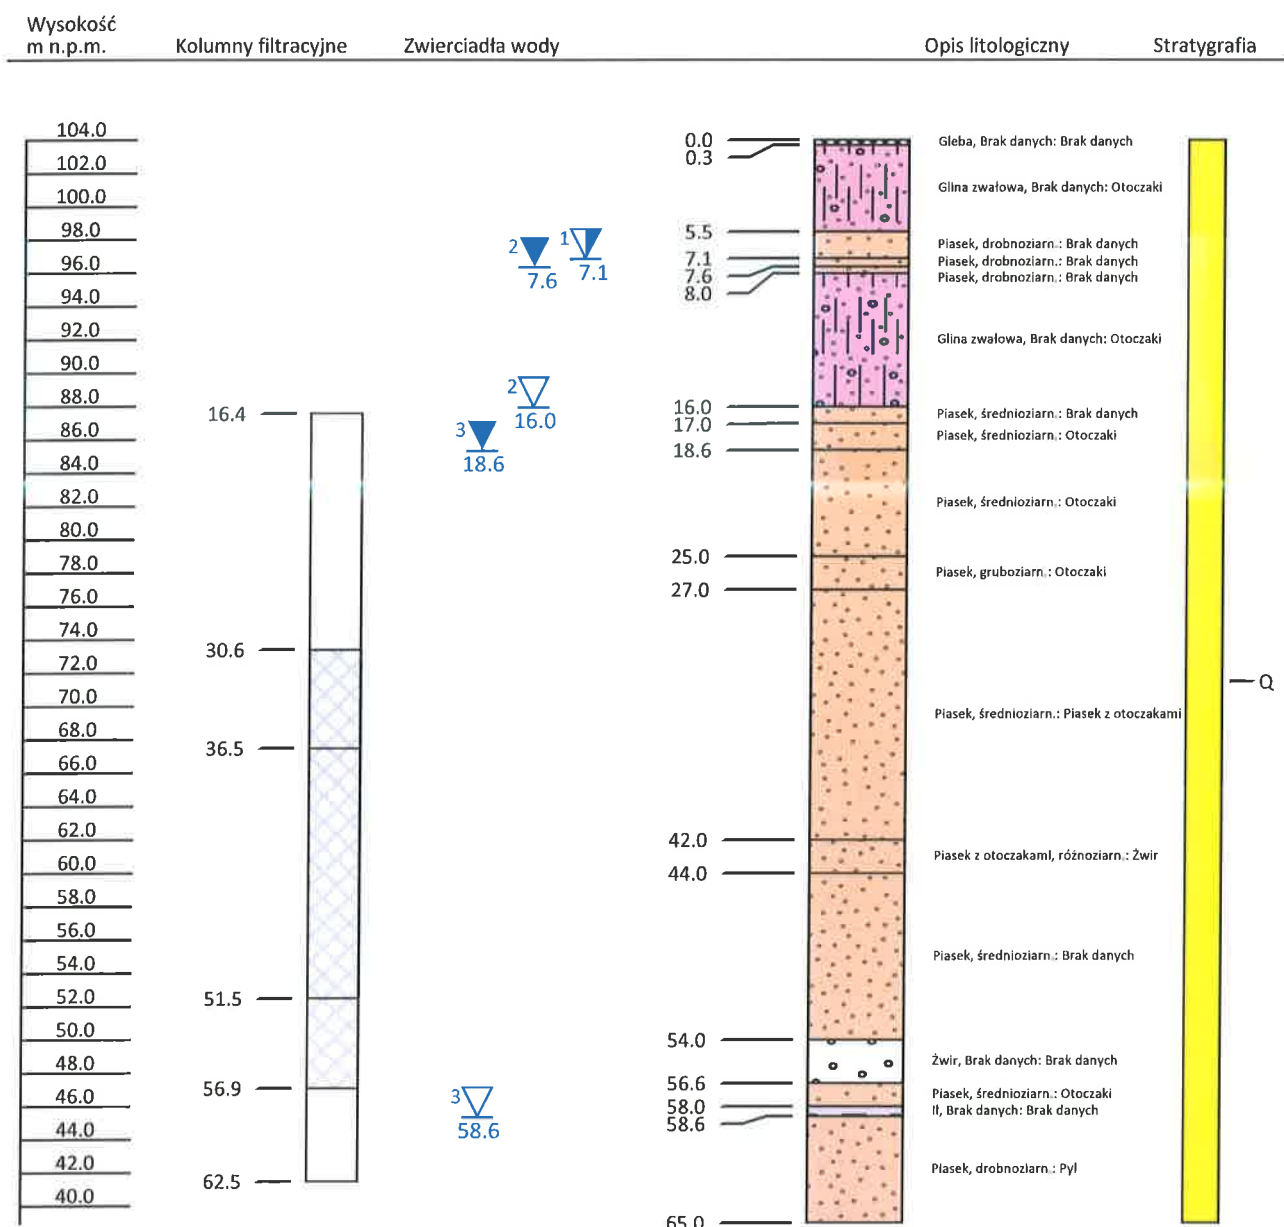 Wysokość
m n.p.m.
Kolumny filtracyjne
Zwierciadła wody
Opis litologiczny
Stratygrafia
104.0
102.0
100.0
98.0
96.0
94.0
92.0
90.0
88.0
86.0
84.0
82.0
80.0
78.0
76.0
74.0
72.0
70.0
68.0
66.0
64.0
62.0
60.0
58.0
56.0
54.0
52.0
50.0
48.0
46.0
44.0
42.0
40.0
16.4
30.6
36.5
51.5
56.9
62.5
2
7.6
1
7.1
2
16.0
3
18.6
3
58.6
0.0
0.3
5.5
7.1
7.6
8.0
16.0
17.0
18.6
25.0
27.0
42.0
44.0
54.0
56.6
58.0
58.6
65.0
Gleba, Brak danych: Brak danych
Glina zwałowa, Brak danych: Otoczaki
Piasek, drobnoziarn.: Brak danych
Piasek, drobnoziarn.: Brak danych
Piasek, drobnoziarn.: Brak danych
Glina zwałowa, Brak danych: Otoczaki
Piasek, średnioziarn.: Brak danych
Piasek, średnioziarn.: Otoczaki
Piasek, średnioziarn.: Otoczaki
Piasek, gruboziarn.: Otoczaki
Piasek, średnioziarn.: Piasek z otoczakami
Piasek z otoczakami, różnoziarn.: Żwir
Piasek, średnioziarn.: Brak danych
Żwir, Brak danych: Brak danych
Piasek, średnioziarn.: Otoczaki
Ił, Brak danych: Brak danych
Piasek, drobnoziarn.: Pył
Q